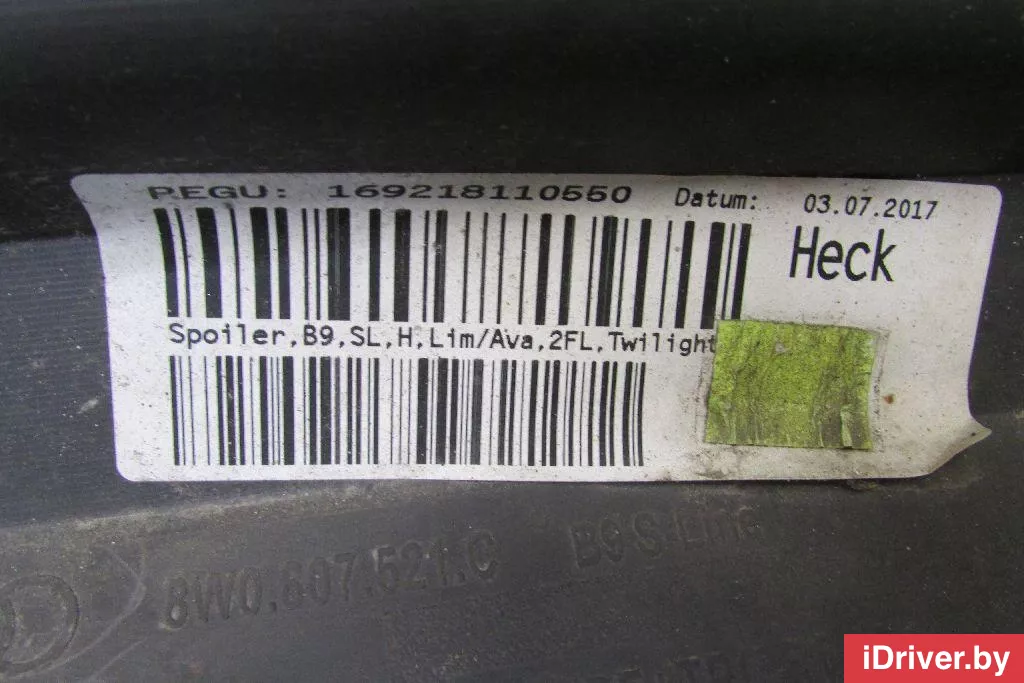 PEGU: 169218110550 Datum: 03.07.2017
Heck
Spoiler,B9,SL,H,Lim/Ava,2FL,Twilight
8W0.807.521.C B9 S-Line
iDriver.by